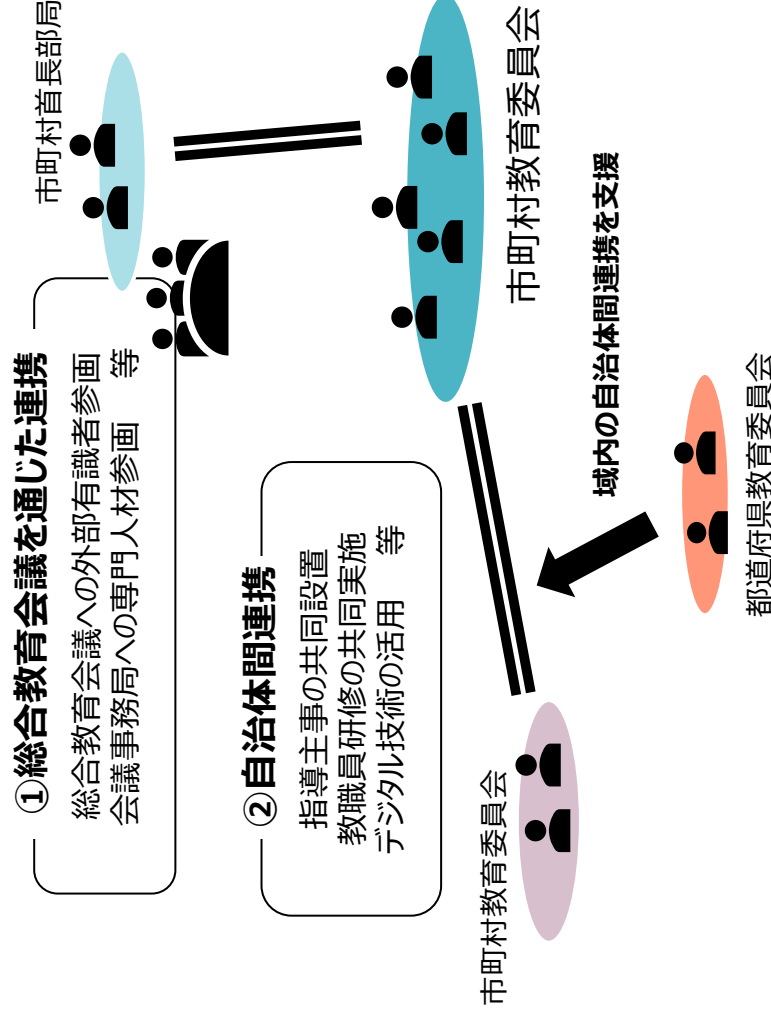 ①総合教育会議を通じた連携
総合教育会議への外部有識者参画
会議事務局への専門人材参画　等
市町村首長部局
②自治体間連携
指導主事の共同設置
教職員研修の共同実施
デジタル技術の活用　等
市町村教育委員会
市町村教育委員会
域内の自治体間連携を支援
都道府県教育委員会